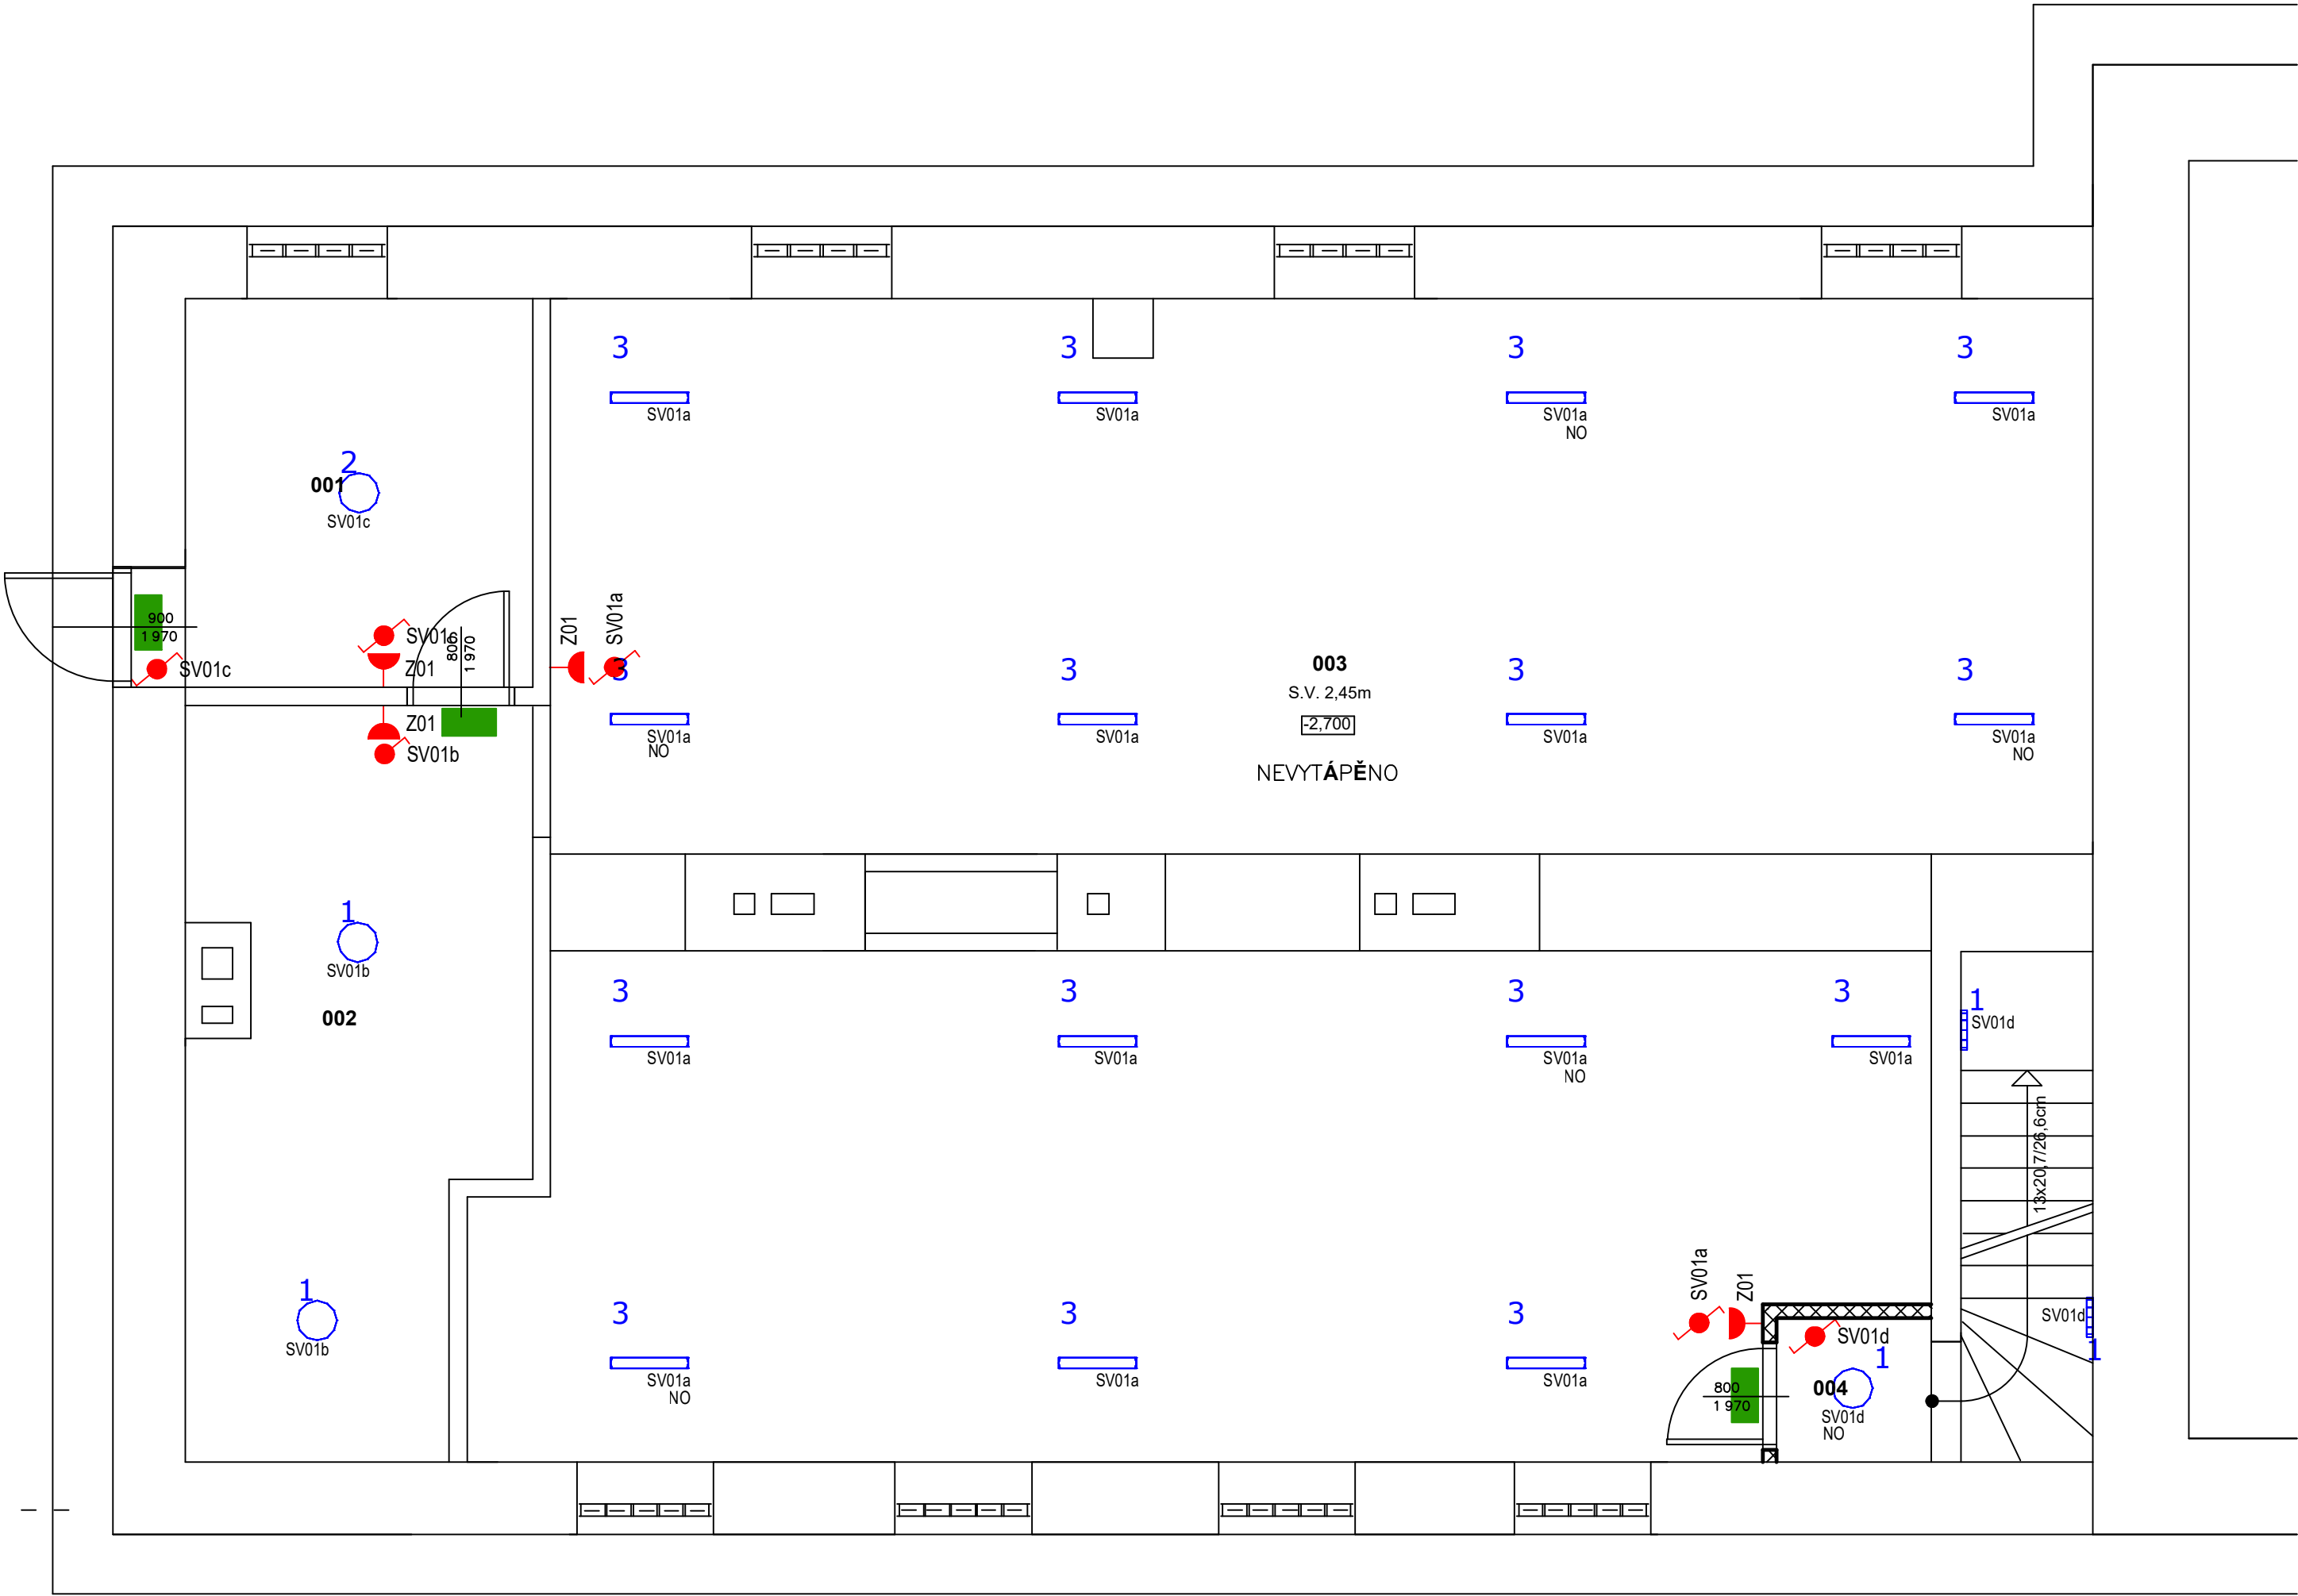 3
3
3
3
SV01a
SV01a
SV01a
NO
SV01a
2
001
SV01c
900
1 970
SV01c
SV01c
Z01
800
1 970
Z01
SV01a
Z01
SV01b
3
3
3
3
SV01a
NO
SV01a
SV01a
SV01a
NO
003
S.V. 2,45m
-2,700
NEVYTÁPĚNO
1
SV01b
002
3
3
3
3
SV01a
SV01a
SV01a
NO
SV01a
1
SV01d
13x20,7/26,6cm
1
SV01b
3
3
3
SV01a
NO
SV01a
SV01a
SV01a
Z01
SV01d
SV01d
1
1
800
1 970
004
SV01d
NO